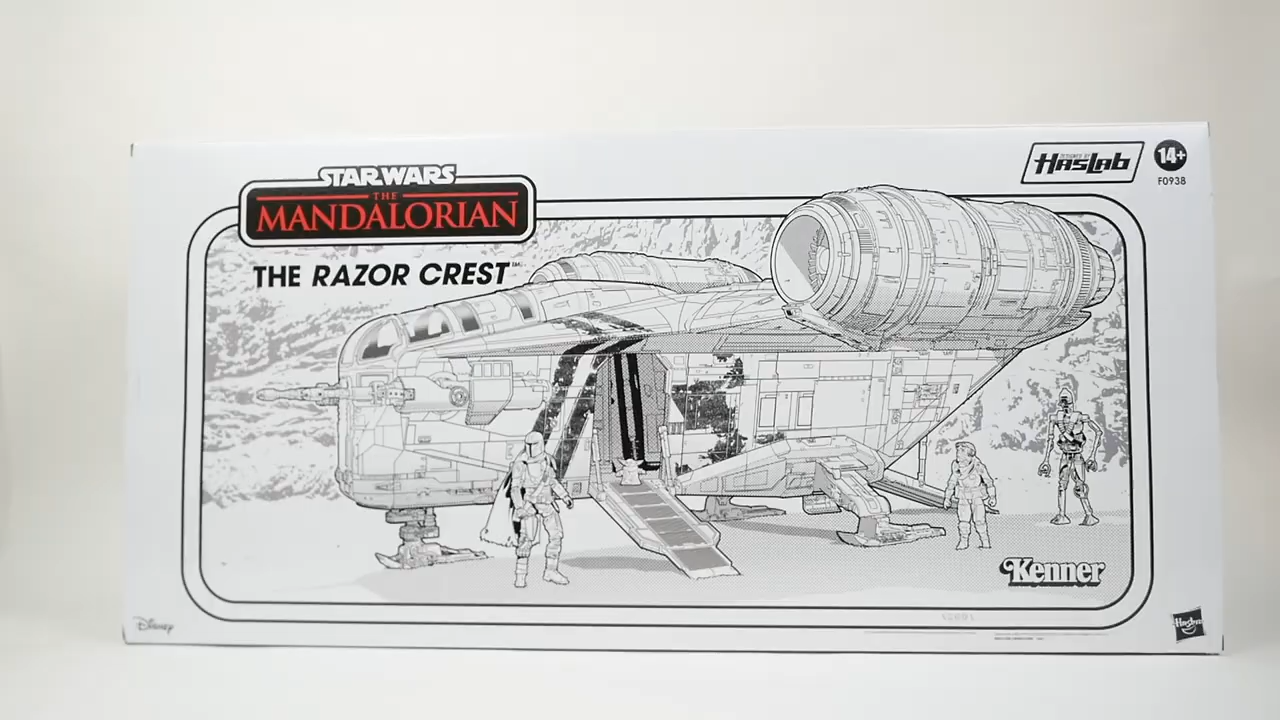 STAR WARS
THE
MANDALORIAN
THE RAZOR CREST™
HASLAB
14+
F0938
Kenner
Disney
Hasbro